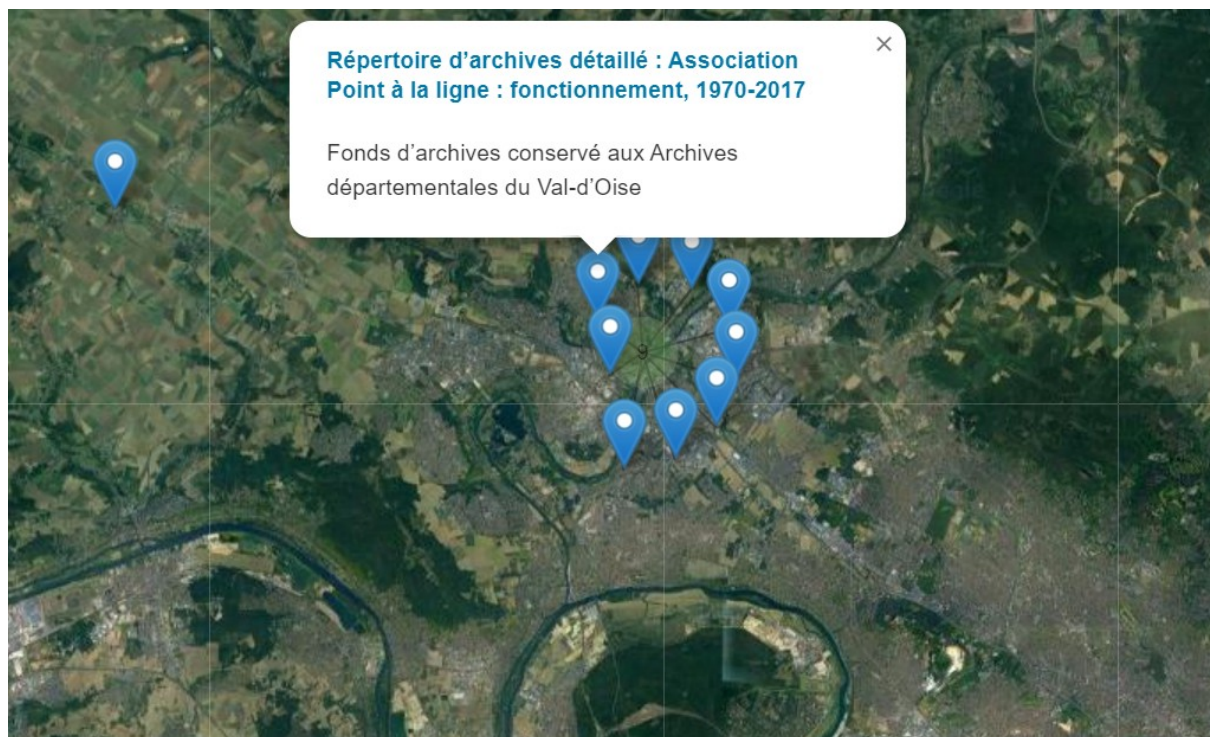 Répertoire d’archives détaillé : Association
Point à la ligne : fonctionnement, 1970-2017
Fonds d’archives conservé aux Archives
départementales du Val-d’Oise